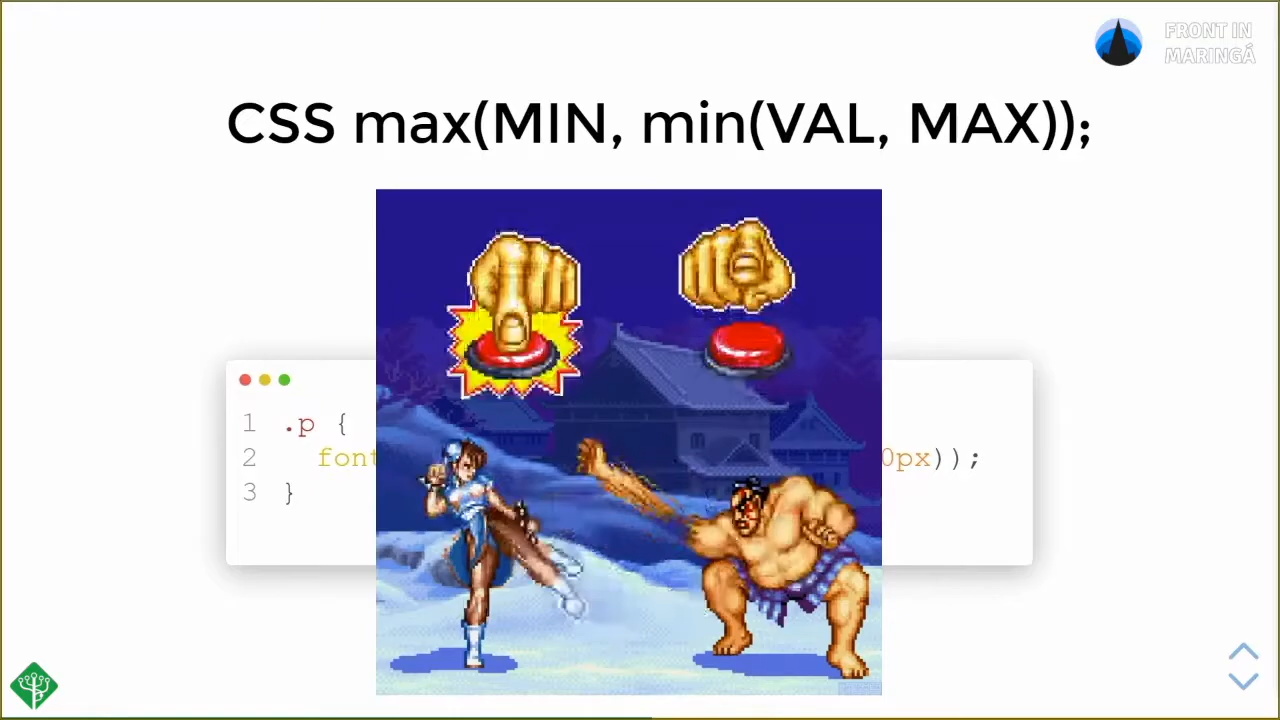 FRONT IN
MARINGÁ
CSS max(MIN, min(VAL, MAX));
1 .p {
2 font 0px));
3 }